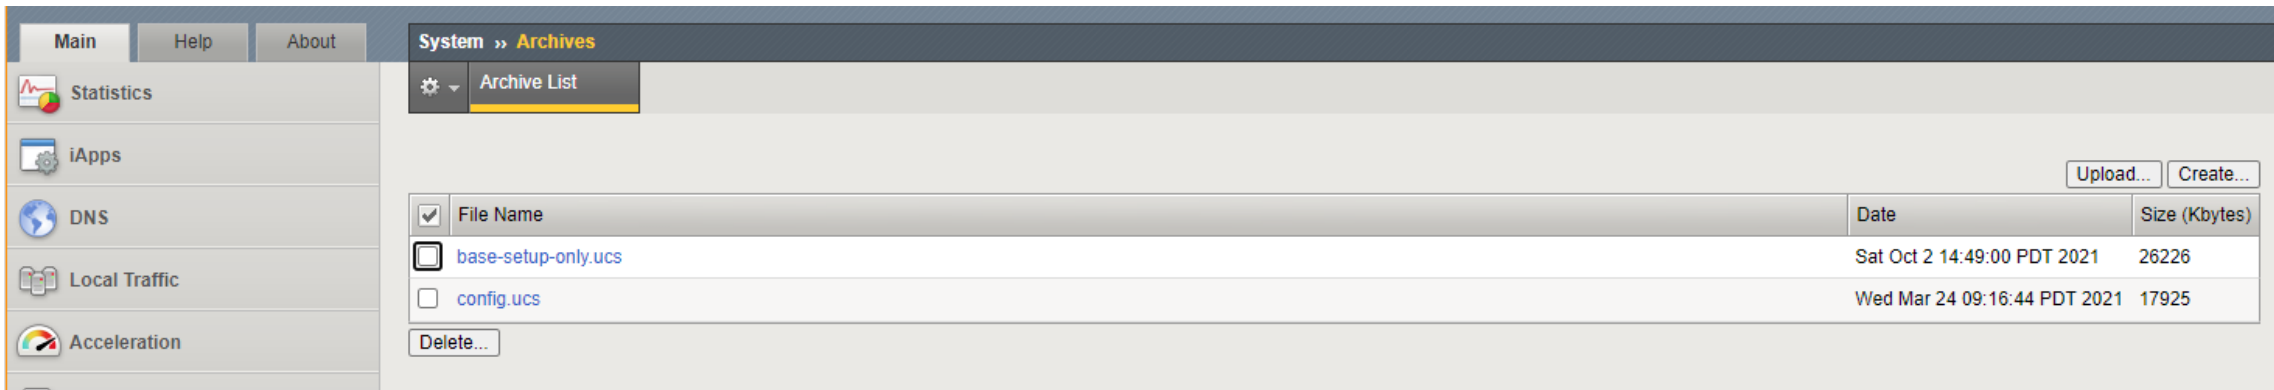 Main Help About
System ›› Archives
Archive List
Statistics
iApps
DNS
Local Traffic
Acceleration
Upload... Create...
File Name Date Size (Kbytes)
base-setup-only.ucs Sat Oct 2 14:49:00 PDT 2021 26226
config.ucs Wed Mar 24 09:16:44 PDT 2021 17925
Delete...